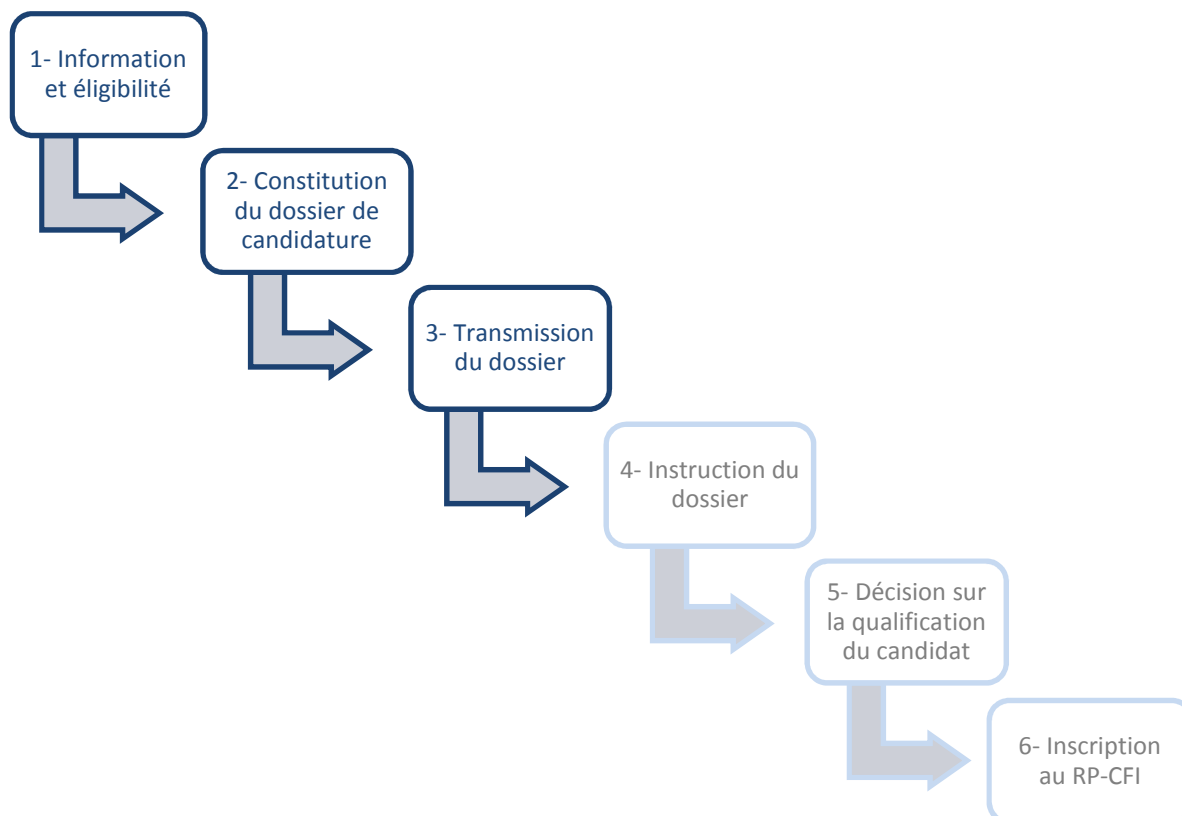 1- Information
et éligibilité
2- Constitution
du dossier de
candidature
3- Transmission
du dossier
4- Instruction du
dossier
5- Décision sur
la qualification
du candidat
6- Inscription
au RP-CFI